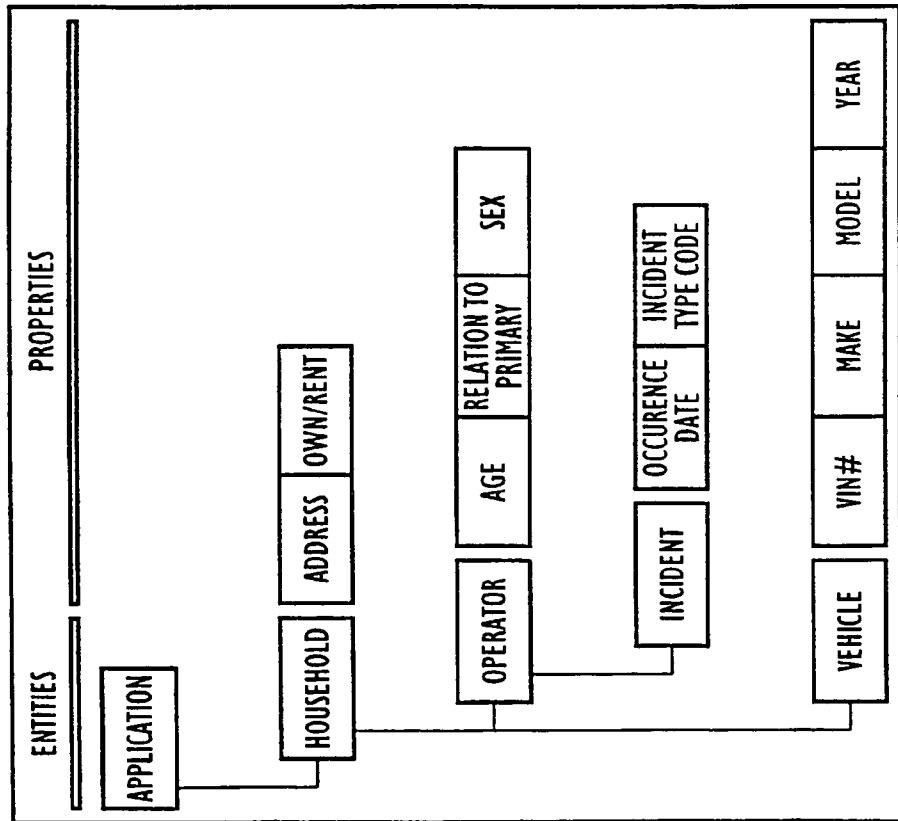 ENTITIES
PROPERTIES
APPLICATION
HOUSEHOLD
ADDRESS
OWN/RENT
OPERATOR
AGE
RELATION TO
PRIMARY
SEX
INCIDENT
OCCURENCE
DATE
INCIDENT
TYPE CODE
VEHICLE
VIN#
MAKE
MODEL
YEAR